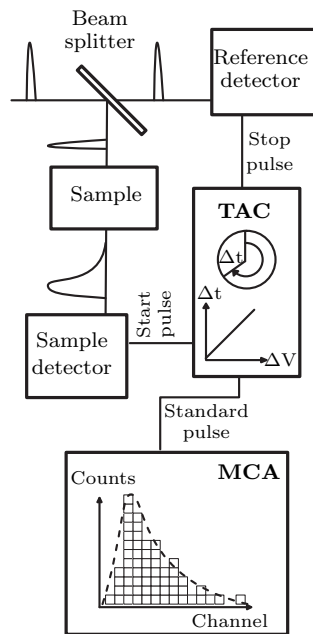 Beam
splitter
Reference
detector
Stop
pulse
Sample
TAC
Δt
Δt
ΔV
Start
pulse
Sample
detector
Standard
pulse
MCA
Counts
Channel